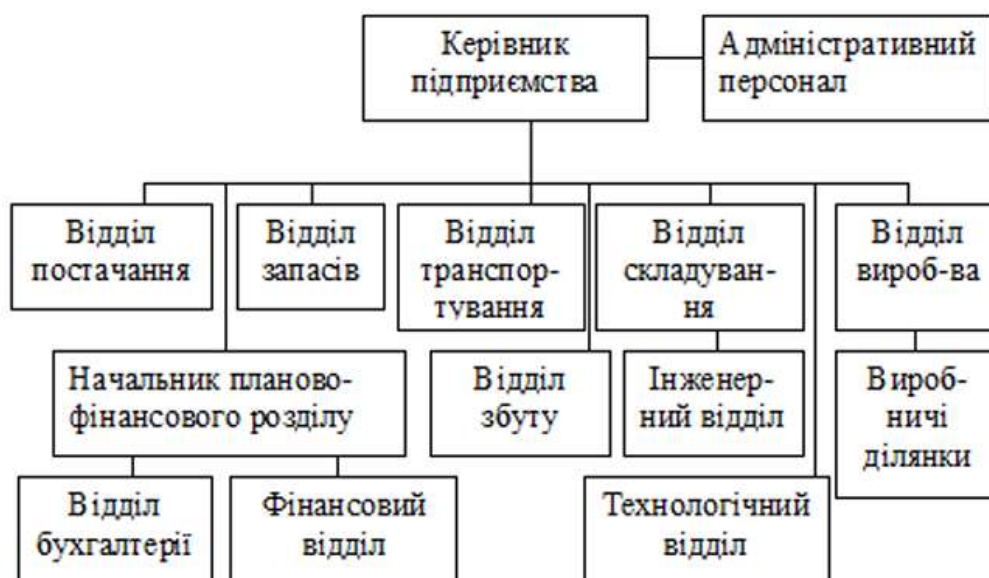 Керівник
підприємства
Адміністративний
персонал
Відділ
постачання
Відділ
запасів
Відділ
транспор-
тування
Відділ
складуван-
ня
Відділ
вироб-ва
Начальник планово-
фінансового розділу
Відділ
збуту
Інженер-
ний відділ
Вироб-
ничі
ділянки
Відділ
бухгалтерії
Фінансовий
відділ
Технологічний
відділ